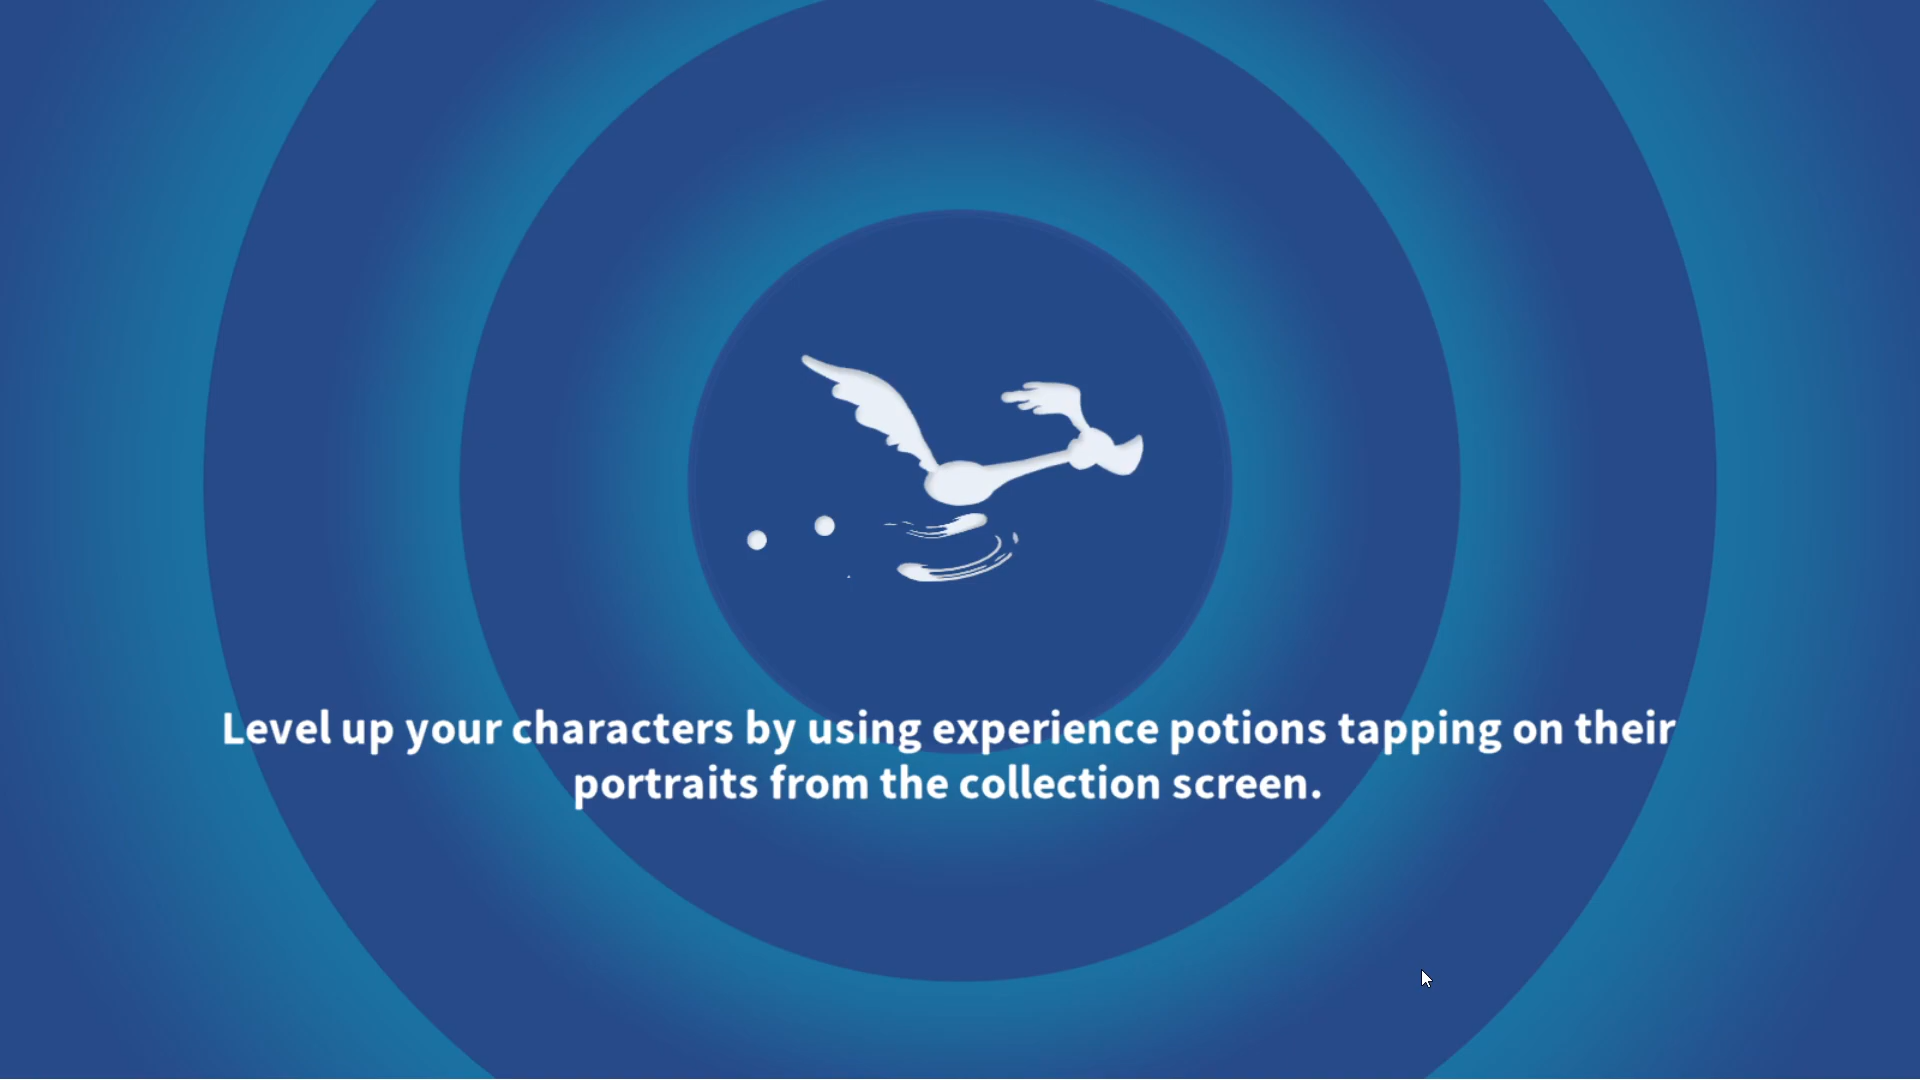 Level up your characters by using experience potions tapping on their
portraits from the collection screen.